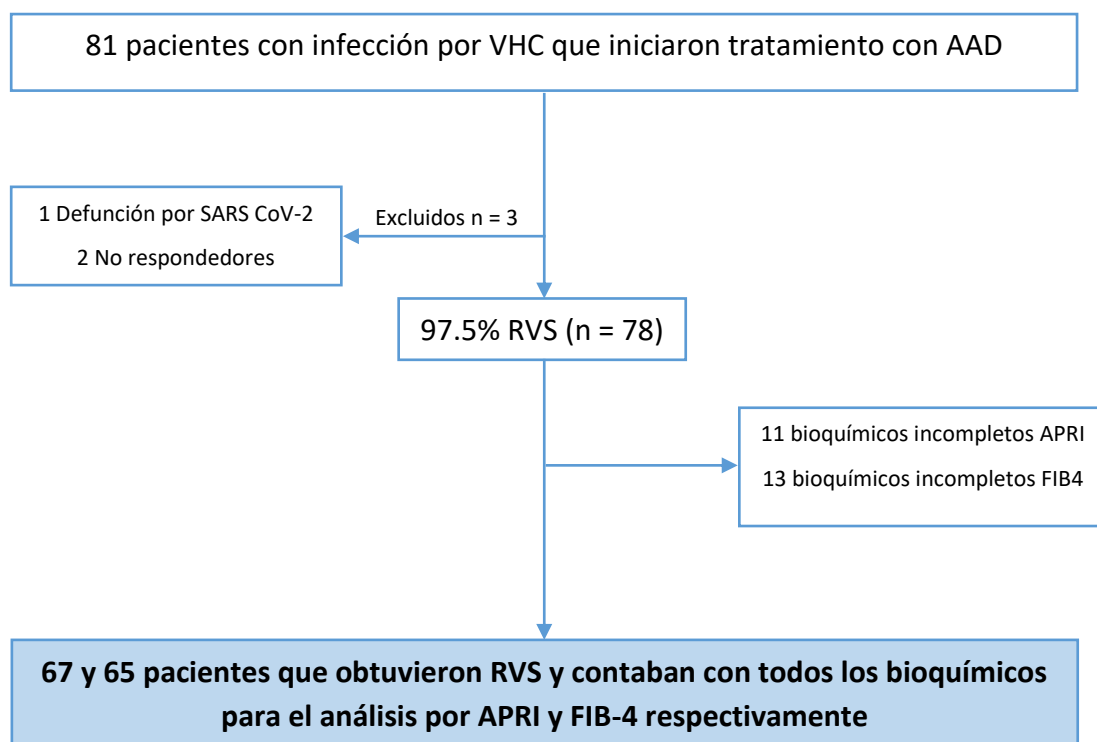 81 pacientes con infección por VHC que iniciaron tratamiento con AAD
1 Defunción por SARS CoV-2
2 No respondedores
Excluidos n = 3
97.5% RVS (n = 78)
11 bioquímicos incompletos APRI
13 bioquímicos incompletos FIB4
67 y 65 pacientes que obtuvieron RVS y contaban con todos los bioquímicos
para el análisis por APRI y FIB-4 respectivamente